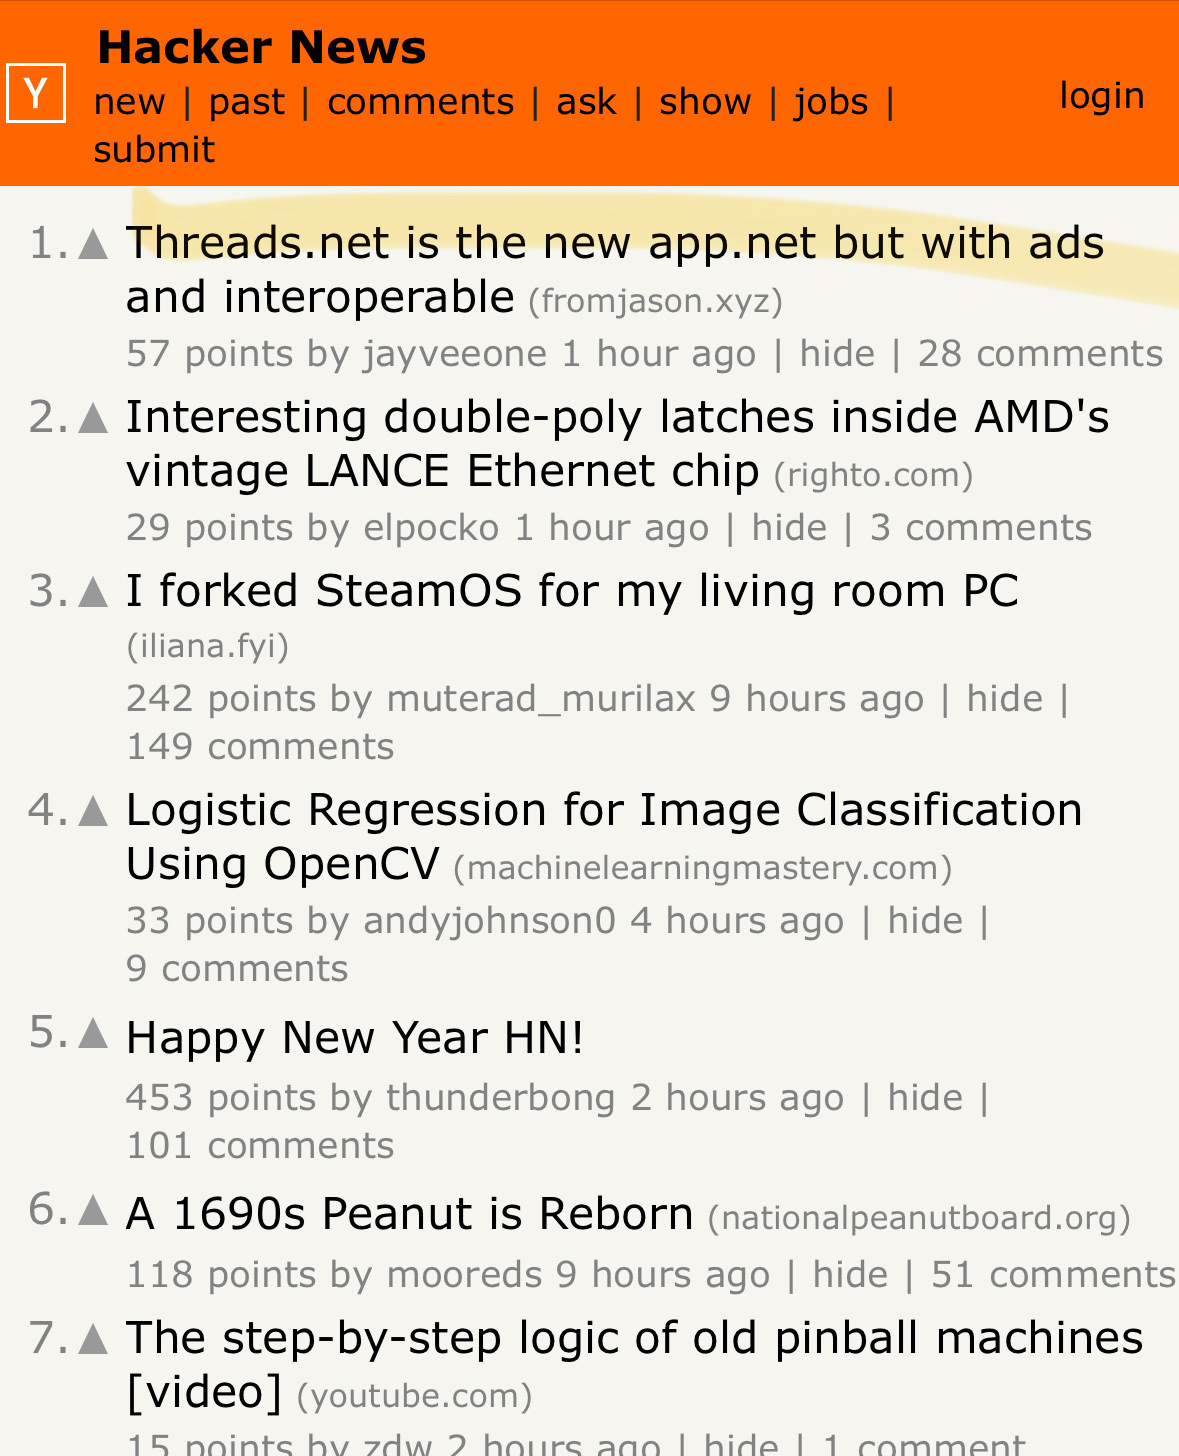 Hacker News
Y
new | past | comments | ask | show | jobs |
submit
login
1. ▲ Threads.net is the new app.net but with ads
and interoperable (fromjason.xyz)
57 points by jayveeone 1 hour ago | hide | 28 comments
2. ▲ Interesting double-poly latches inside AMD's
vintage LANCE Ethernet chip (righto.com)
29 points by elpocko 1 hour ago | hide | 3 comments
3. ▲ I forked SteamOS for my living room PC
(iliana.fyi)
242 points by muterad_murilax 9 hours ago | hide |
149 comments
4. ▲ Logistic Regression for Image Classification
Using OpenCV (machinelearningmastery.com)
33 points by andyjohnson0 4 hours ago | hide |
9 comments
5. ▲ Happy New Year HN!
453 points by thunderbong 2 hours ago | hide |
101 comments
6. ▲ A 1690s Peanut is Reborn (nationalpeanutboard.org)
118 points by mooreds 9 hours ago | hide | 51 comments
7. ▲ The step-by-step logic of old pinball machines
[video] (youtube.com)
15 points by zdw 2 hours ago | hide | 1 comment